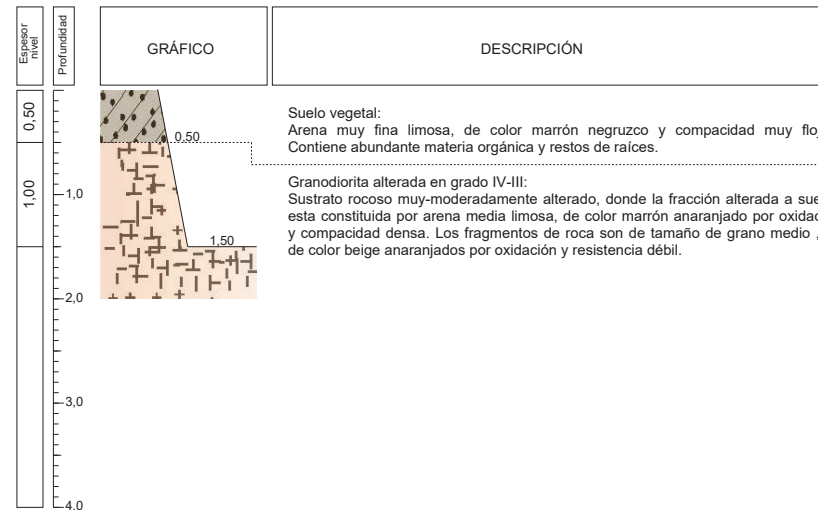 Espesor
nivel
Profundidad
GRÁFICO
DESCRIPCIÓN
0,50
1,00
1,0
2,0
3,0
4,0
0,50
1,50
Suelo vegetal:
Arena muy fina limosa, de color marrón negruzco y compacidad muy floj
Contiene abundante materia orgánica y restos de raíces.
Granodiorita alterada en grado IV-III:
Sustrato rocoso muy-moderadamente alterado, donde la fracción alterada a sue
esta constituida por arena media limosa, de color marrón anaranjado por oxidac
y compacidad densa. Los fragmentos de roca son de tamaño de grano medio ,
de color beige anaranjados por oxidación y resistencia débil.